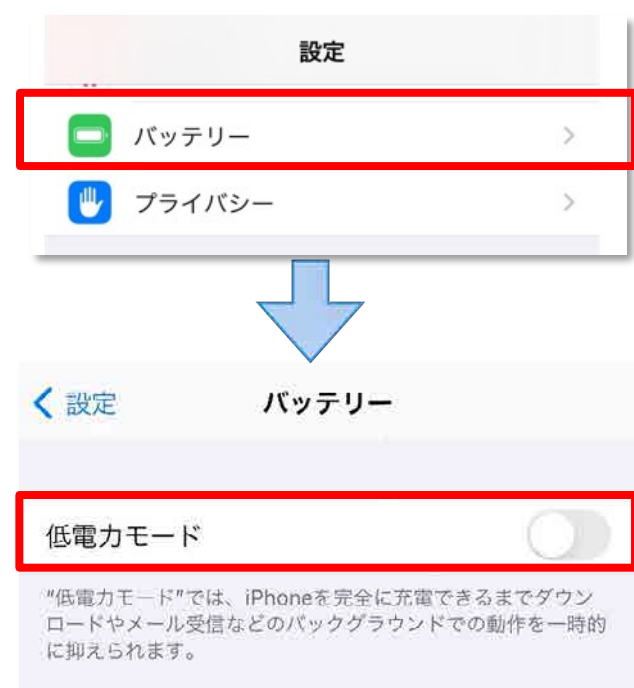 設定
バッテリー
プライバシー
設定
バッテリー
低電力モード
"低電力モード"では、iPhoneを完全に充電できるまでダウン
ロードやメール受信などのバックグラウンドでの動作を一時的
に抑えられます。